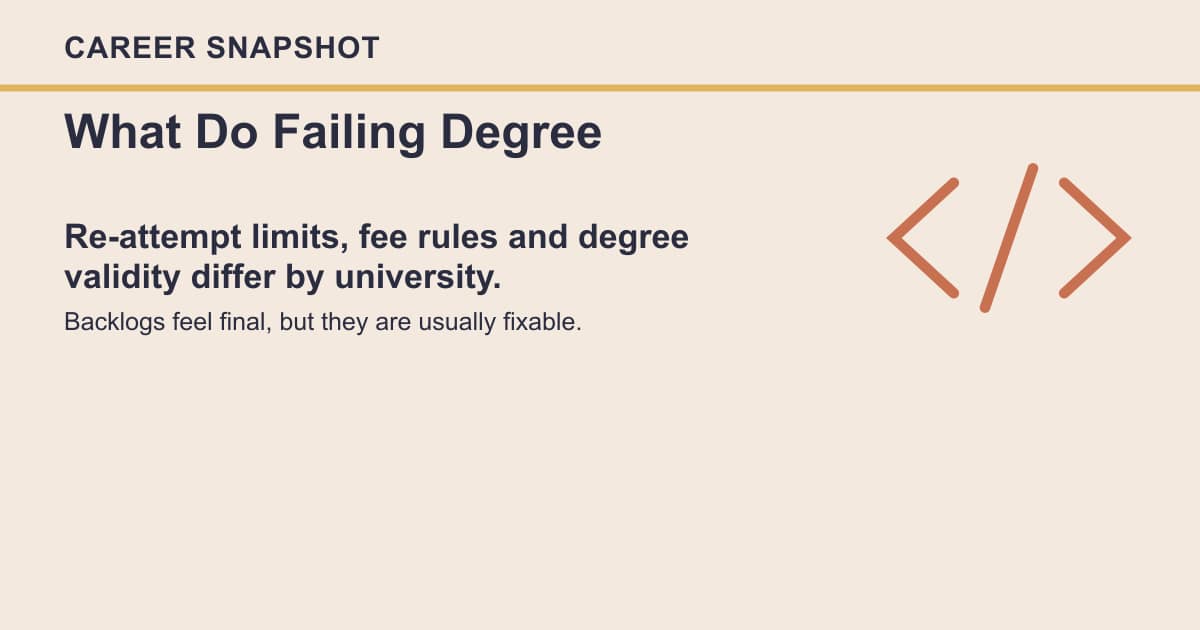 CAREER SNAPSHOT
What Do Failing Degree
Re-attempt limits, fee rules and degree
validity differ by university.
Backlogs feel final, but they are usually fixable.